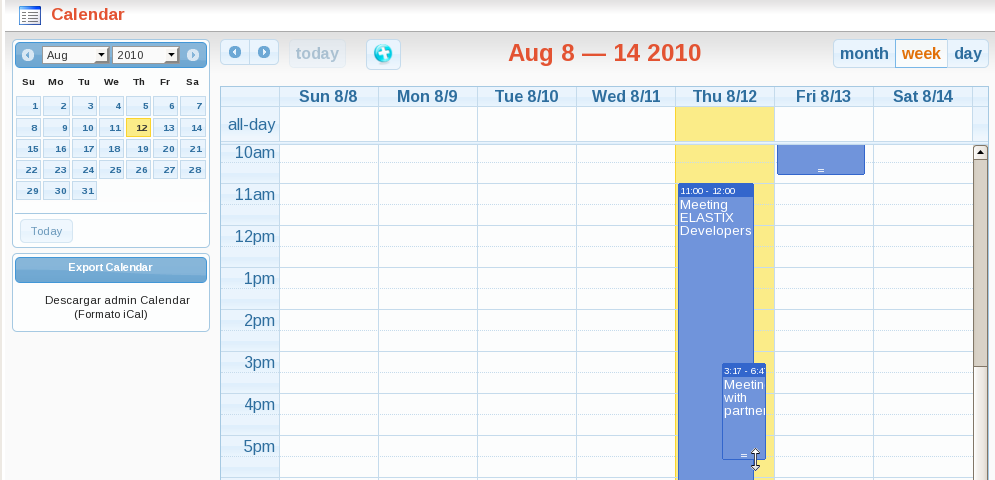 Calendar
Aug 2010
Su Mo Tu We Th Fr Sa
1 2 3 4 5 6 7
8 9 10 11 12 13 14
15 16 17 18 19 20 21
22 23 24 25 26 27 28
29 30 31
Today
Export Calendar
Descargar admin Calendar
(Formato iCal)
today
Aug 8 — 14 2010
month week day
Sun 8/8 Mon 8/9 Tue 8/10 Wed 8/11 Thu 8/12 Fri 8/13 Sat 8/14
all-day
10am
11am
12pm
1pm
2pm
3pm
4pm
5pm
11:00 - 12:00
Meeting
ELASTIX
Developers
3:17 - 6:4
Meetin
with
partner